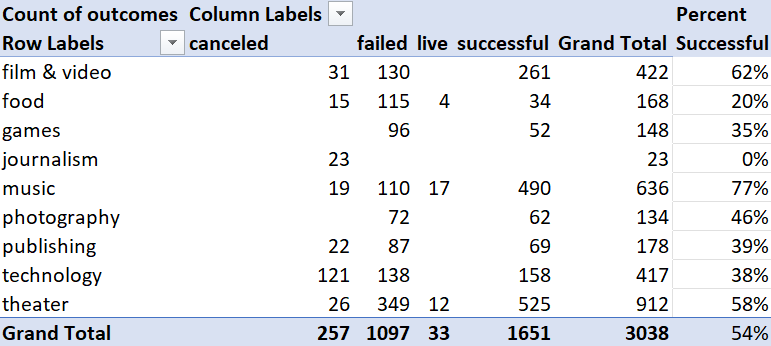 Count of outcomes Column Labels Percent
Row Labels canceled failed live successful Grand Total Successful
film & video 31 130 261 422 62%
food 15 115 4 34 168 20%
games 96 52 148 35%
journalism 23 23 0%
music 19 110 17 490 636 77%
photography 72 62 134 46%
publishing 22 87 69 178 39%
technology 121 138 158 417 38%
theater 26 349 12 525 912 58%
Grand Total 257 1097 33 1651 3038 54%